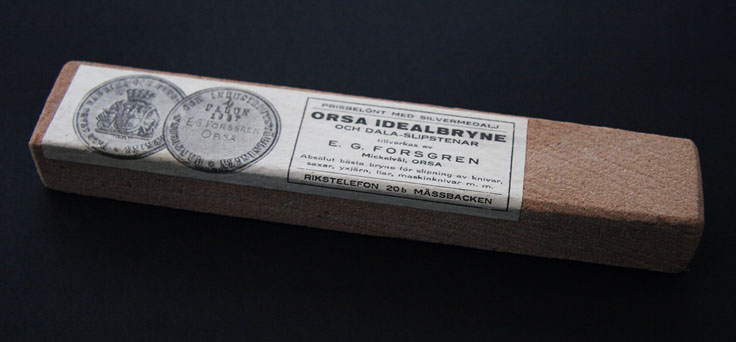 E.G. FORSGREN
ORSA
PRISBELÖNT MED SILVERMEDALJ
ORSA IDEALBRYNE
OCH DALA-SLIPSTENAR
tillverkas av
E. G. FORSGREN
Mickelvål, ORSA
Absolut bästa bryne för slipning av knivar,
saxar, yxjärn, liar, maskinknivar m. m.
RIKSTELEFON 20 b MÅSSBACKEN